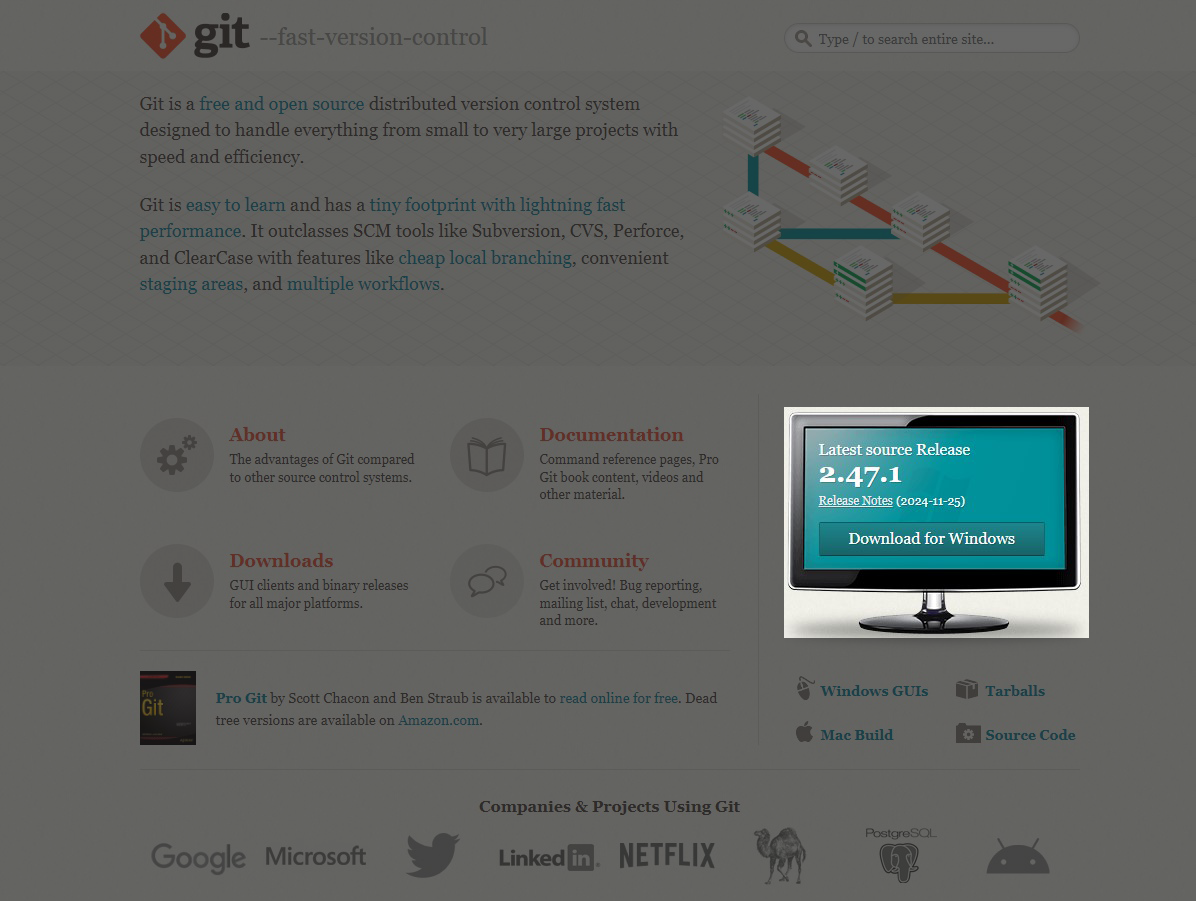 git --fast-version-control
Type / to search entire site...
Git is a free and open source distributed version control system
designed to handle everything from small to very large projects with
speed and efficiency.
Git is easy to learn and has a tiny footprint with lightning fast
performance. It outclasses SCM tools like Subversion, CVS, Perforce,
and ClearCase with features like cheap local branching, convenient
staging areas, and multiple workflows.
About
The advantages of Git compared
to other source control systems.
Documentation
Command reference pages, Pro
Git book content, videos and
other material.
Downloads
GUI clients and binary releases
for all major platforms.
Community
Get involved! Bug reporting,
mailing list, chat, development
and more.
Pro
Git
Pro Git by Scott Chacon and Ben Straub is available to read online for free. Dead
tree versions are available on Amazon.com.
Latest source Release
2.47.1
Release Notes (2024-11-25)
Download for Windows
Windows GUIs
Tarballs
Mac Build
Source Code
Companies & Projects Using Git
Google
Microsoft
Linked in
NETFLIX
PostgreSQL